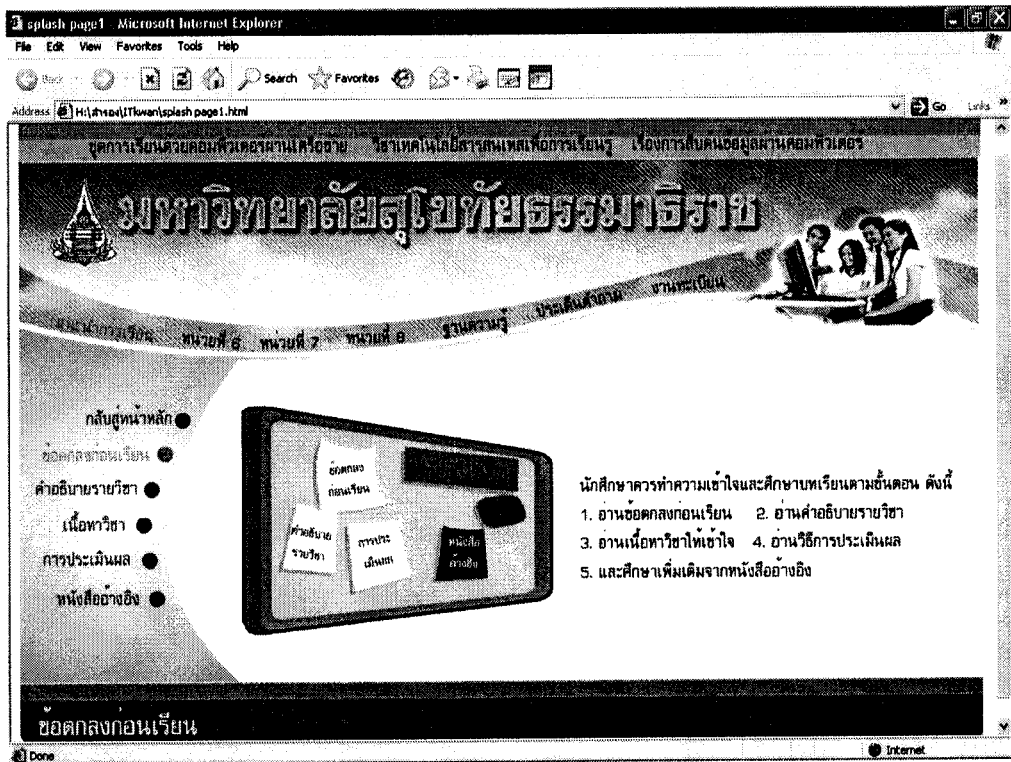 splash page1 - Microsoft Internet Explorer
File Edit View Favorites Tools Help
Back Search Favorites
Address H:\สำรอง\ITkwan\splash page1.html Go Links
ชุดการเรียนด้วยคอมพิวเตอร์ผ่านเครือข่าย วิชาเทคโนโลยีสารสนเทศเพื่อการเรียนรู้ เรื่องการสืบค้นข้อมูลผ่านคอมพิวเตอร์
มหาวิทยาลัยสุโขทัยธรรมาธิราช
หน่วยที่ 6 หน่วยที่ 7 หน่วยที่ 8 ฐานความรู้ ประเด็นคำถาม งานทะเบียน
กลับสู่หน้าหลัก
ข้อตกลงก่อนเรียน
คำอธิบายรายวิชา
เนื้อหาวิชา
การประเมินผล
หนังสืออ้างอิง
ข้อตกลง
ก่อนเรียน
คำอธิบาย
รายวิชา
การประ
เมินผล
หนังสือ
อ้างอิง
นักศึกษาควรทำความเข้าใจและศึกษาบทเรียนตามขั้นตอน ดังนี้
1. อ่านข้อตกลงก่อนเรียน 2. อ่านคำอธิบายรายวิชา
3. อ่านเนื้อหาวิชาให้เข้าใจ 4. อ่านวิธีการประเมินผล
5. และศึกษาเพิ่มเติมจากหนังสืออ้างอิง
ข้อตกลงก่อนเรียน
Done Internet